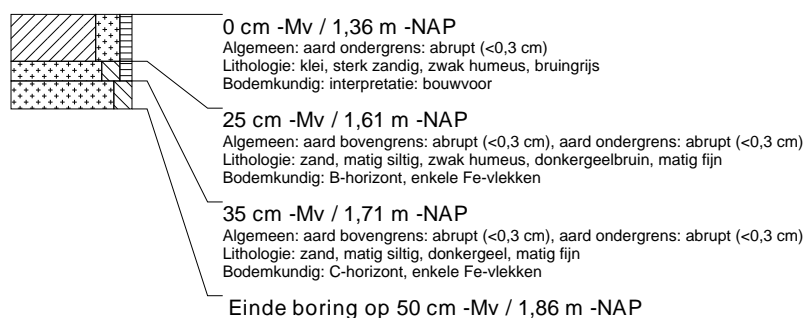 0 cm -Mv / 1,36 m -NAP
Algemeen: aard ondergrens: abrupt (<0,3 cm)
Lithologie: klei, sterk zandig, zwak humeus, bruingrijs
Bodemkundig: interpretatie: bouwvoor
25 cm -Mv / 1,61 m -NAP
Algemeen: aard bovengrens: abrupt (<0,3 cm), aard ondergrens: abrupt (<0,3 cm)
Lithologie: zand, matig siltig, zwak humeus, donkergeelbruin, matig fijn
Bodemkundig: B-horizont, enkele Fe-vlekken
35 cm -Mv / 1,71 m -NAP
Algemeen: aard bovengrens: abrupt (<0,3 cm), aard ondergrens: abrupt (<0,3 cm)
Lithologie: zand, matig siltig, donkergeel, matig fijn
Bodemkundig: C-horizont, enkele Fe-vlekken
Einde boring op 50 cm -Mv / 1,86 m -NAP